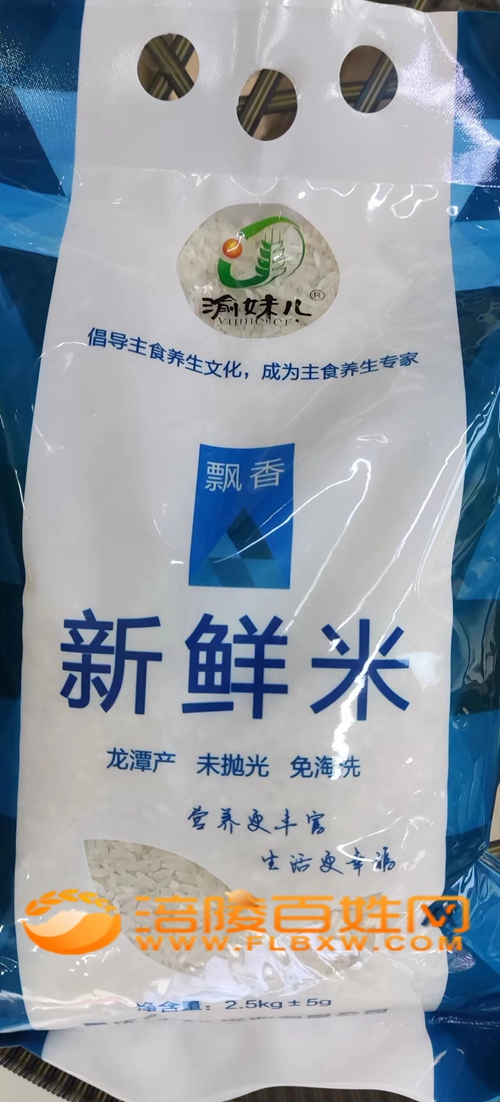 渝妹儿®
yumeier
倡导主食养生文化，成为主食养生专家
飘香
新鲜米
龙潭产 未抛光 免淘洗
营养更丰富
生活更幸福
涪陵百姓网
WWW.FLBXW.COM
净含量：2.5kg±5g